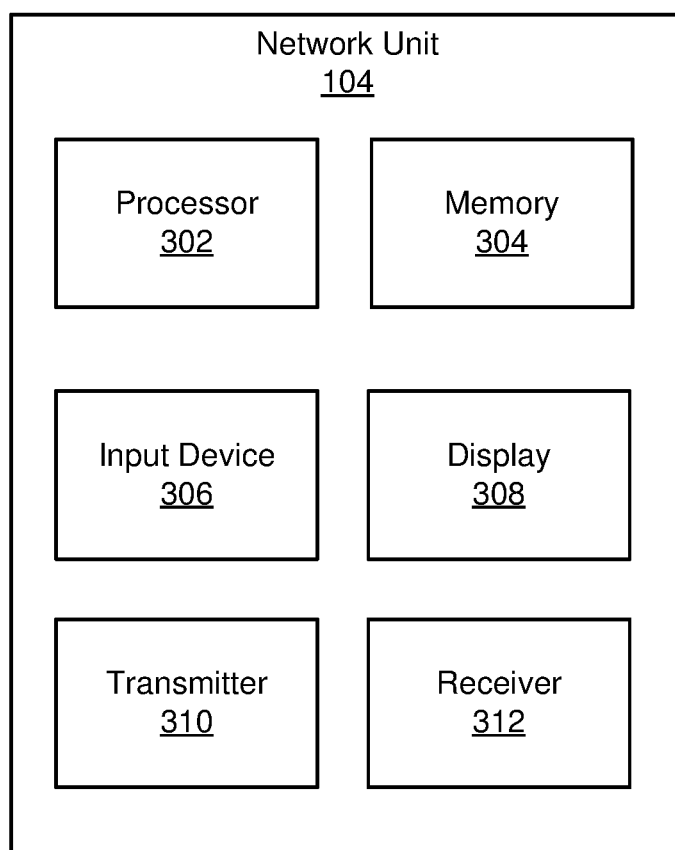 Network Unit
104
Processor
302
Memory
304
Input Device
306
Display
308
Transmitter
310
Receiver
312